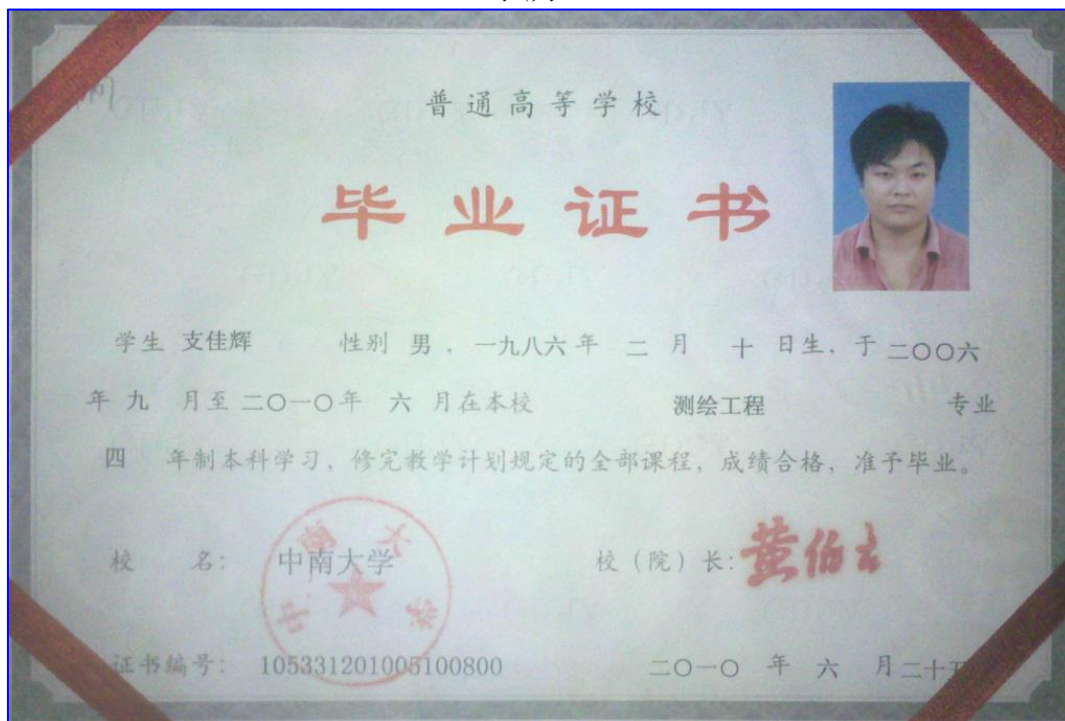 普通高等学校
毕业证书
学生 支佳辉 性别 男 、一九八六年 二 月 十 日生、于 二〇〇六
年 九 月至 二〇一〇年 六 月在本校 测绘工程 专业
四 年制本科学习，修完教学计划规定的全部课程，成绩合格，准予毕业。
校 名： 中南大学 校（院）长：黄伯云
中南大学
证书编号： 105331201005100800 二〇一〇 年 六 月二十五